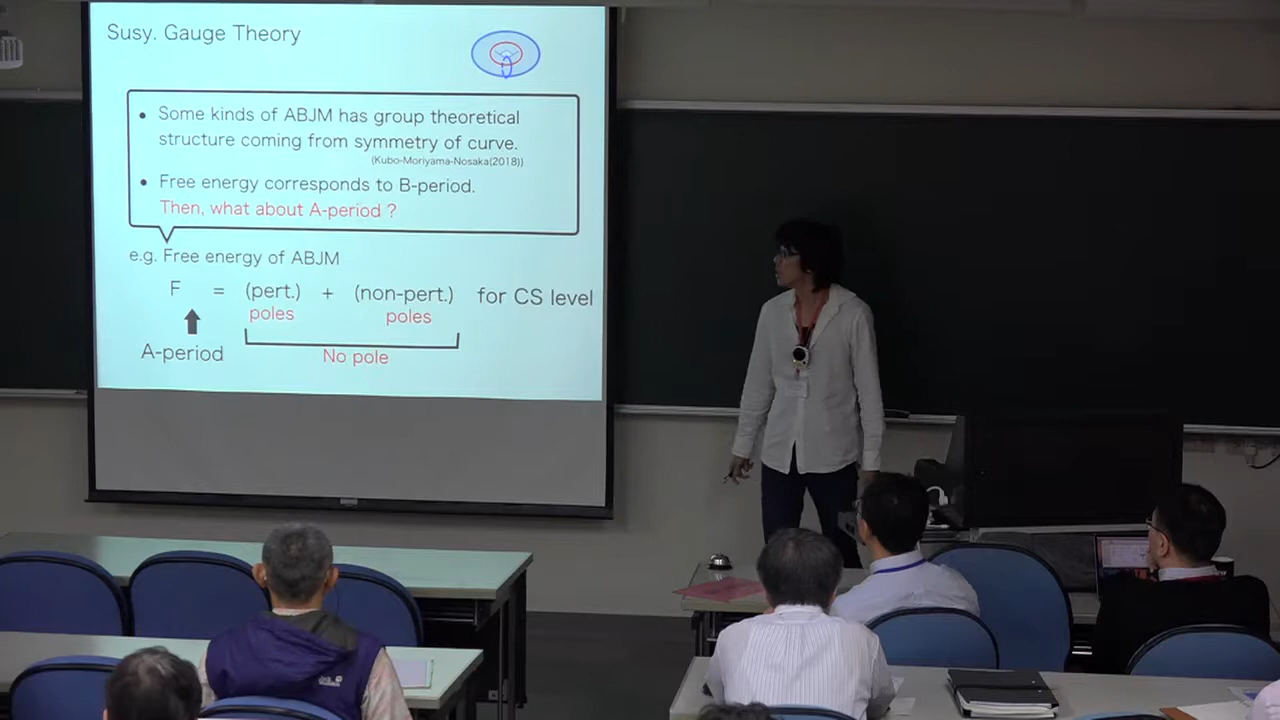 Susy. Gauge Theory
• Some kinds of ABJM has group theoretical
structure coming from symmetry of curve.
(Kubo-Moriyama-Nosaka(2018))
• Free energy corresponds to B-period.
Then, what about A-period ?
e.g. Free energy of ABJM
F = (pert.) + (non-pert.) for CS level
poles poles
A-period
No pole